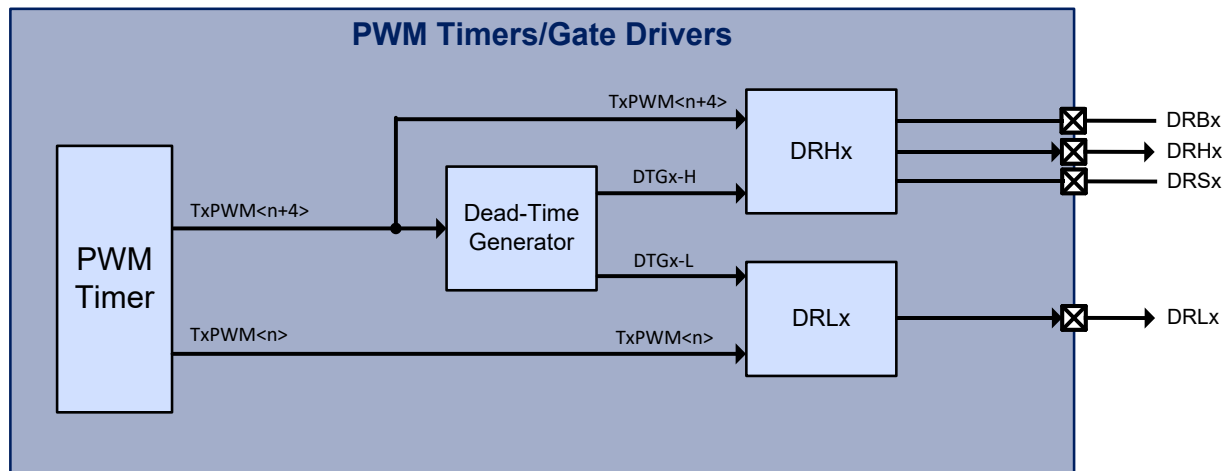 PWM Timers/Gate Drivers
TxPWM<n+4>
DRBx
DRHx
DRHx
DTGx-H
DRSx
TxPWM<n+4>
Dead-Time
Generator
PWM
Timer
DTGx-L
DRLx
DRLx
TxPWM<n>
TxPWM<n>